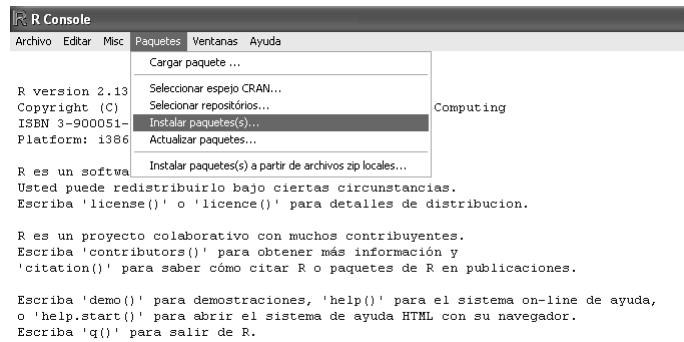 R Console
Archivo Editar Misc Paquetes Ventanas Ayuda
Cargar paquete ...
Seleccionar espejo CRAN...
Selecionar repositórios...
Instalar paquetes(s)...
Actualizar paquetes...
Instalar paquetes(s) a partir de archivos zip locales...
R version 2.13
Copyright (C) Computing
ISBN 3-900051-
Platform: i386
R es un softwa
Usted puede redistribuirlo bajo ciertas circunstancias.
Escriba 'license()' o 'licence()' para detalles de distribucion.
R es un proyecto colaborativo con muchos contribuyentes.
Escriba 'contributors()' para obtener más información y
'citation()' para saber cómo citar R o paquetes de R en publicaciones.
Escriba 'demo()' para demostraciones, 'help()' para el sistema on-line de ayuda,
o 'help.start()' para abrir el sistema de ayuda HTML con su navegador.
Escriba 'q()' para salir de R.